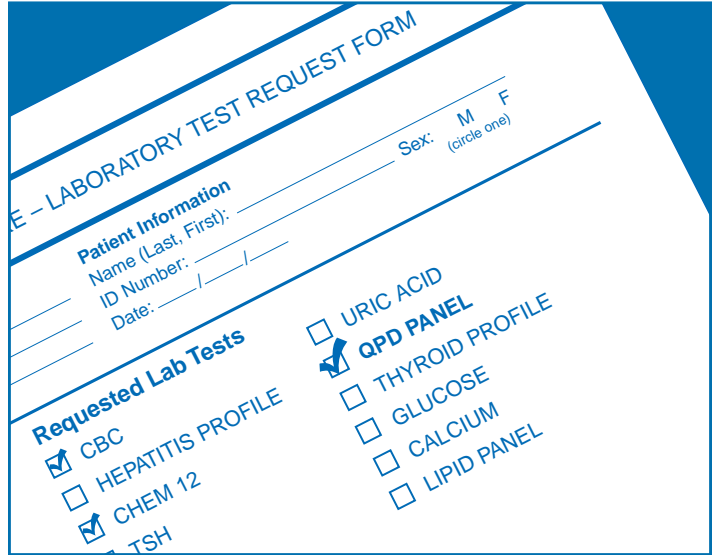 E – LABORATORY TEST REQUEST FORM
Patient Information
Name (Last, First):
Sex: M F
(circle one)
ID Number:
Date: / /
Requested Lab Tests
CBC
HEPATITIS PROFILE
CHEM 12
TSH
URIC ACID
QPD PANEL
THYROID PROFILE
GLUCOSE
CALCIUM
LIPID PANEL